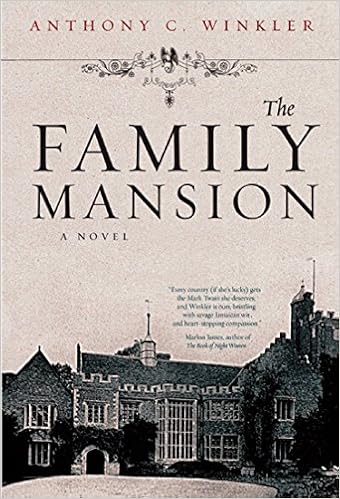 ANTHONY C. WINKLER
The
FAMILY
MANSION
A NOVEL
"Every country (if she's lucky) gets
the Mark Twain she deserves,
and Winkler is ours, bristling
with savage Jamaican wit,
and heart-stopping compassion."
Marlon James, author of
The Book of Night Women